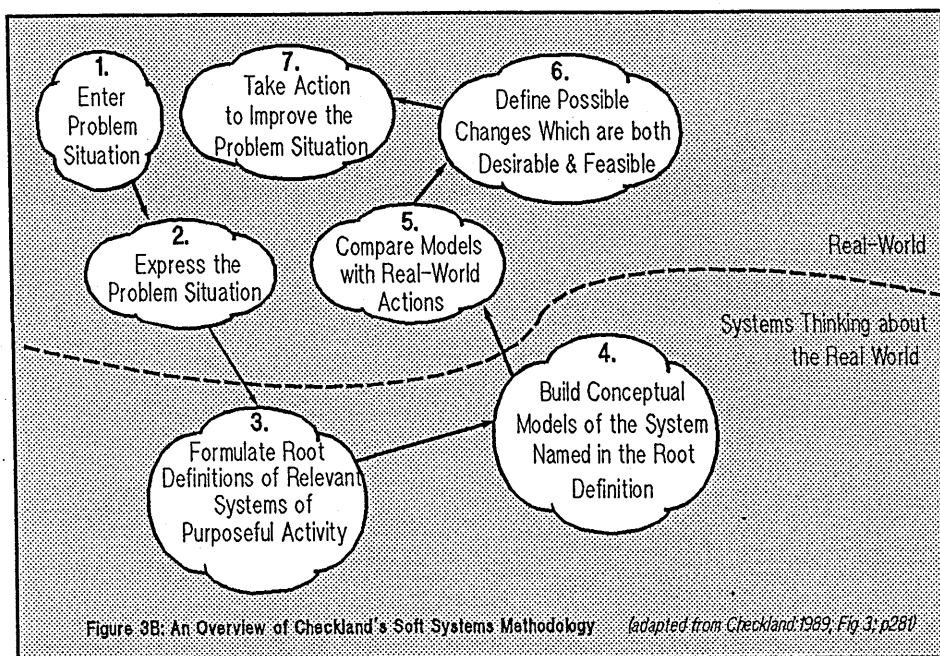 1.
Enter
Problem
Situation
2.
Express the
Problem Situation
3.
Formulate Root
Definitions of Relevant
Systems of
Purposeful Activity
4.
Build Conceptual
Models of the System
Named in the Root
Definition
5.
Compare Models
with Real-World
Actions
6.
Define Possible
Changes Which are both
Desirable & Feasible
7.
Take Action
to Improve the
Problem Situation
Real-World
Systems Thinking about
the Real World
Figure 3B: An Overview of Checkland's Soft Systems Methodology (adapted from Checkland:1989, Fig 3; p281)